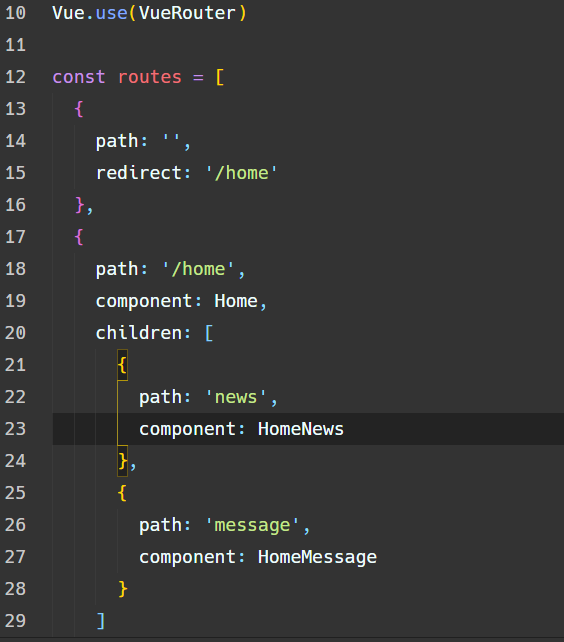 10 Vue.use(VueRouter)
11
12 const routes = [
13   {
14     path: '',
15     redirect: '/home'
16   },
17   {
18     path: '/home',
19     component: Home,
20     children: [
21       {
22         path: 'news',
23         component: HomeNews
24       },
25       {
26         path: 'message',
27         component: HomeMessage
28       }
29     ]